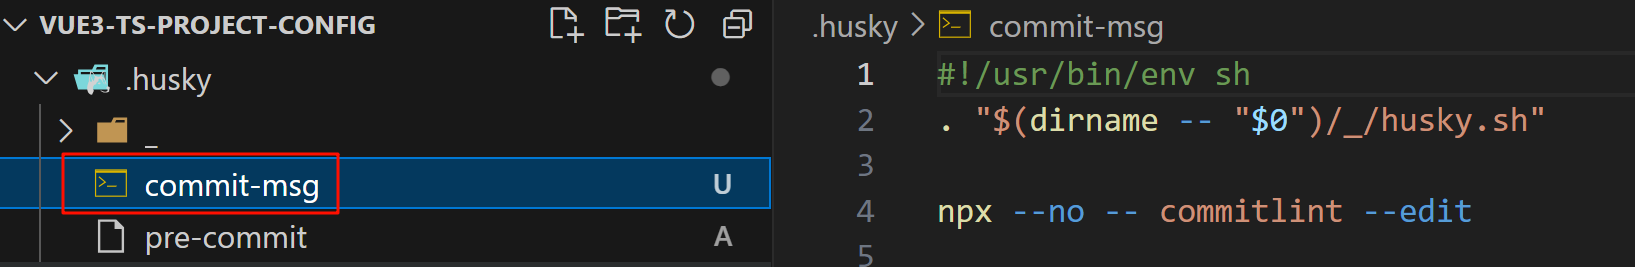 VUE3-TS-PROJECT-CONFIG
.husky
_
commit-msg U
pre-commit A
.husky > commit-msg
1 #!/usr/bin/env sh
2 . "$(dirname -- "$0")/_/husky.sh"
3
4 npx --no -- commitlint --edit
5